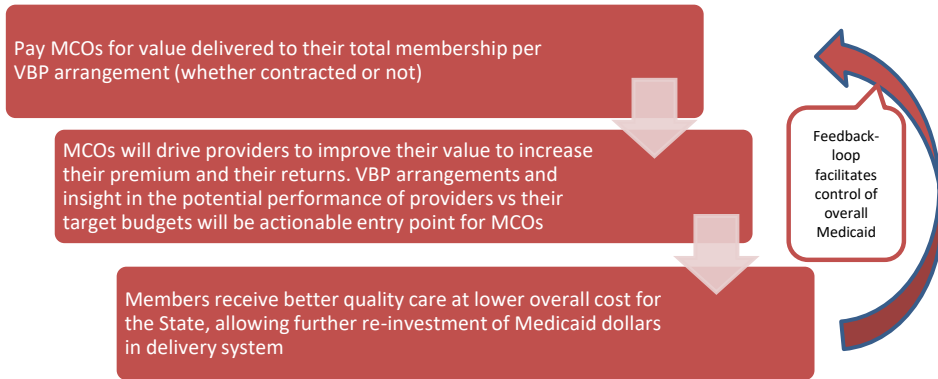 Pay MCOs for value delivered to their total membership per
VBP arrangement (whether contracted or not)
MCOs will drive providers to improve their value to increase
their premium and their returns. VBP arrangements and
insight in the potential performance of providers vs their
target budgets will be actionable entry point for MCOs
Members receive better quality care at lower overall cost for
the State, allowing further re-investment of Medicaid dollars
in delivery system
Feedback-
loop
facilitates
control of
overall
Medicaid